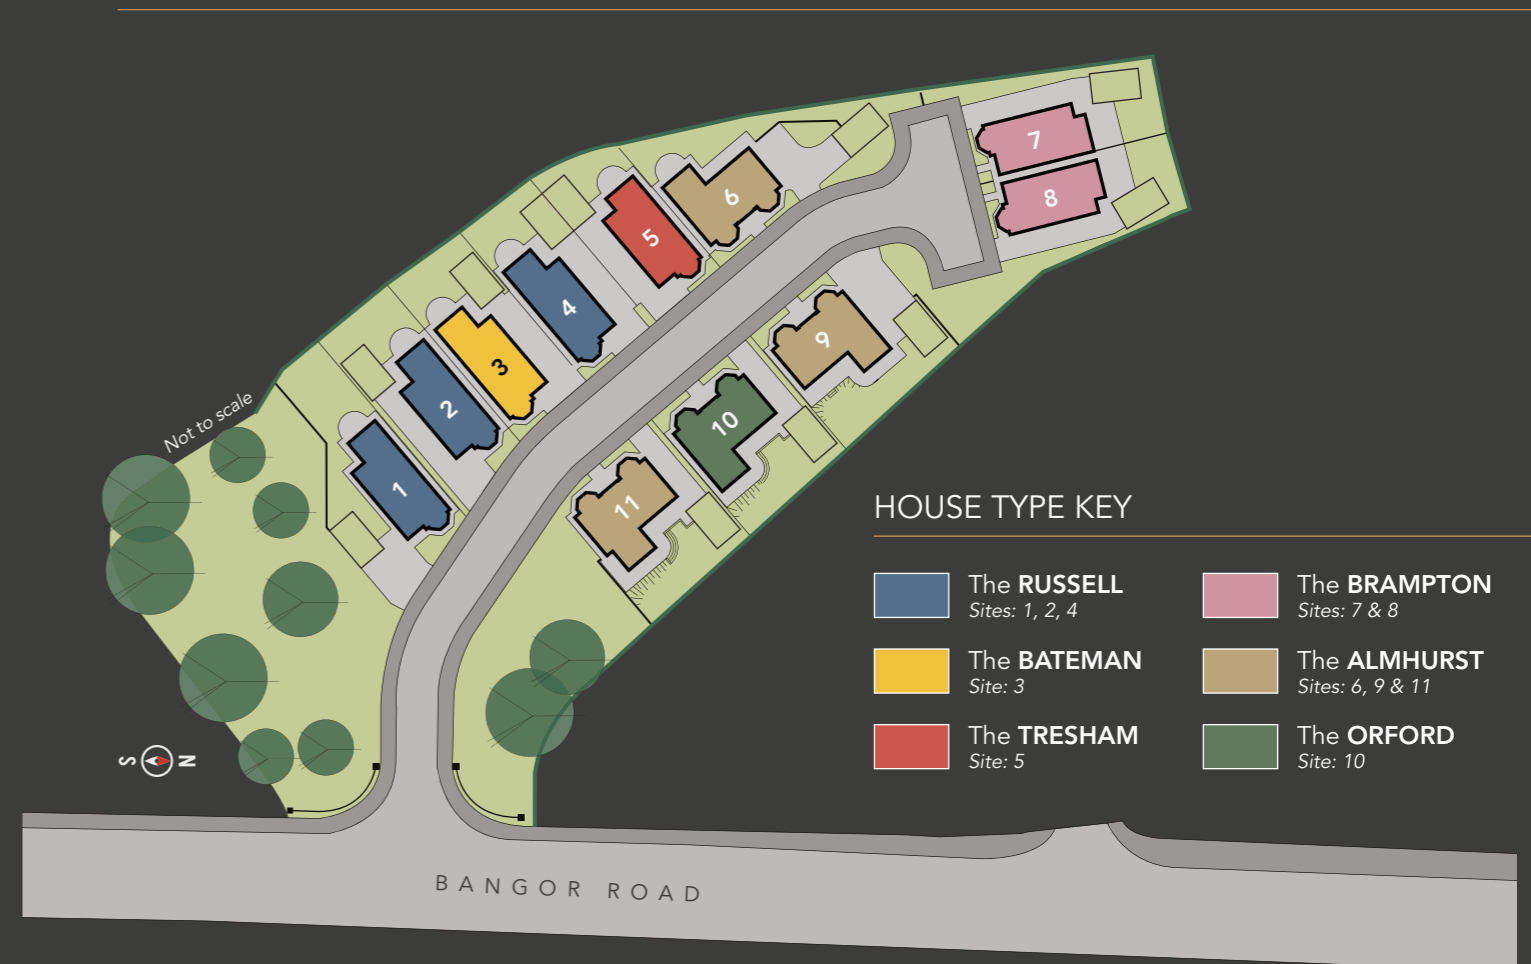 7
8
6
5
4
9
3
2
10
1
11
Not to scale
S
N
HOUSE TYPE KEY
The RUSSELL
Sites: 1, 2, 4
The BRAMPTON
Sites: 7 & 8
The BATEMAN
Site: 3
The ALMHURST
Sites: 6, 9 & 11
The TRESHAM
Site: 5
The ORFORD
Site: 10
BANGOR ROAD